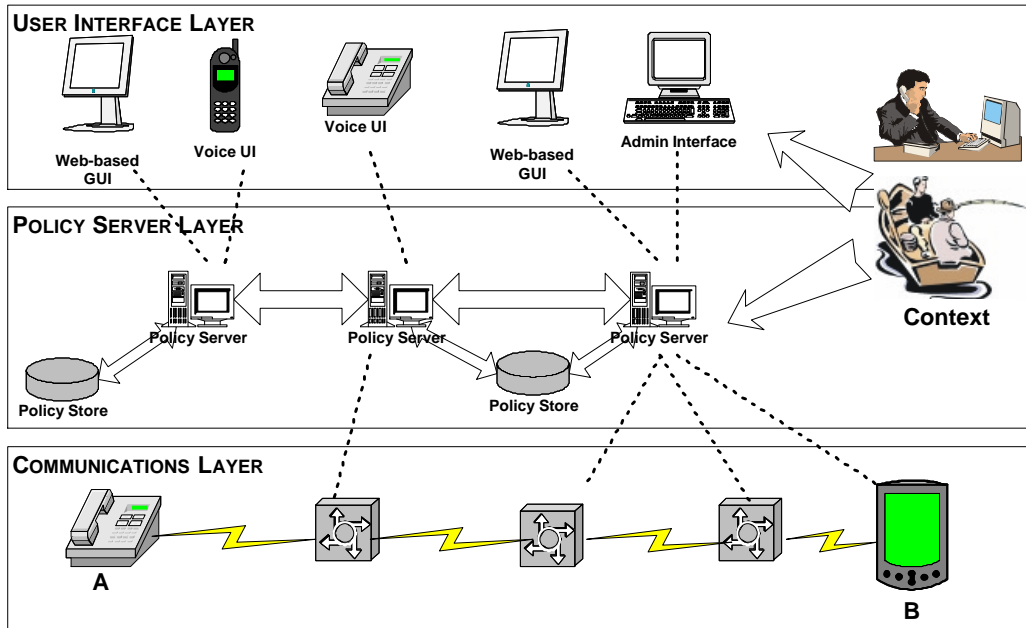 USER INTERFACE LAYER
Web-based
GUI
Voice UI
Voice UI
Web-based
GUI
Admin Interface
POLICY SERVER LAYER
Policy Server
Policy Server
Policy Server
Policy Store
Policy Store
Context
COMMUNICATIONS LAYER
A
B